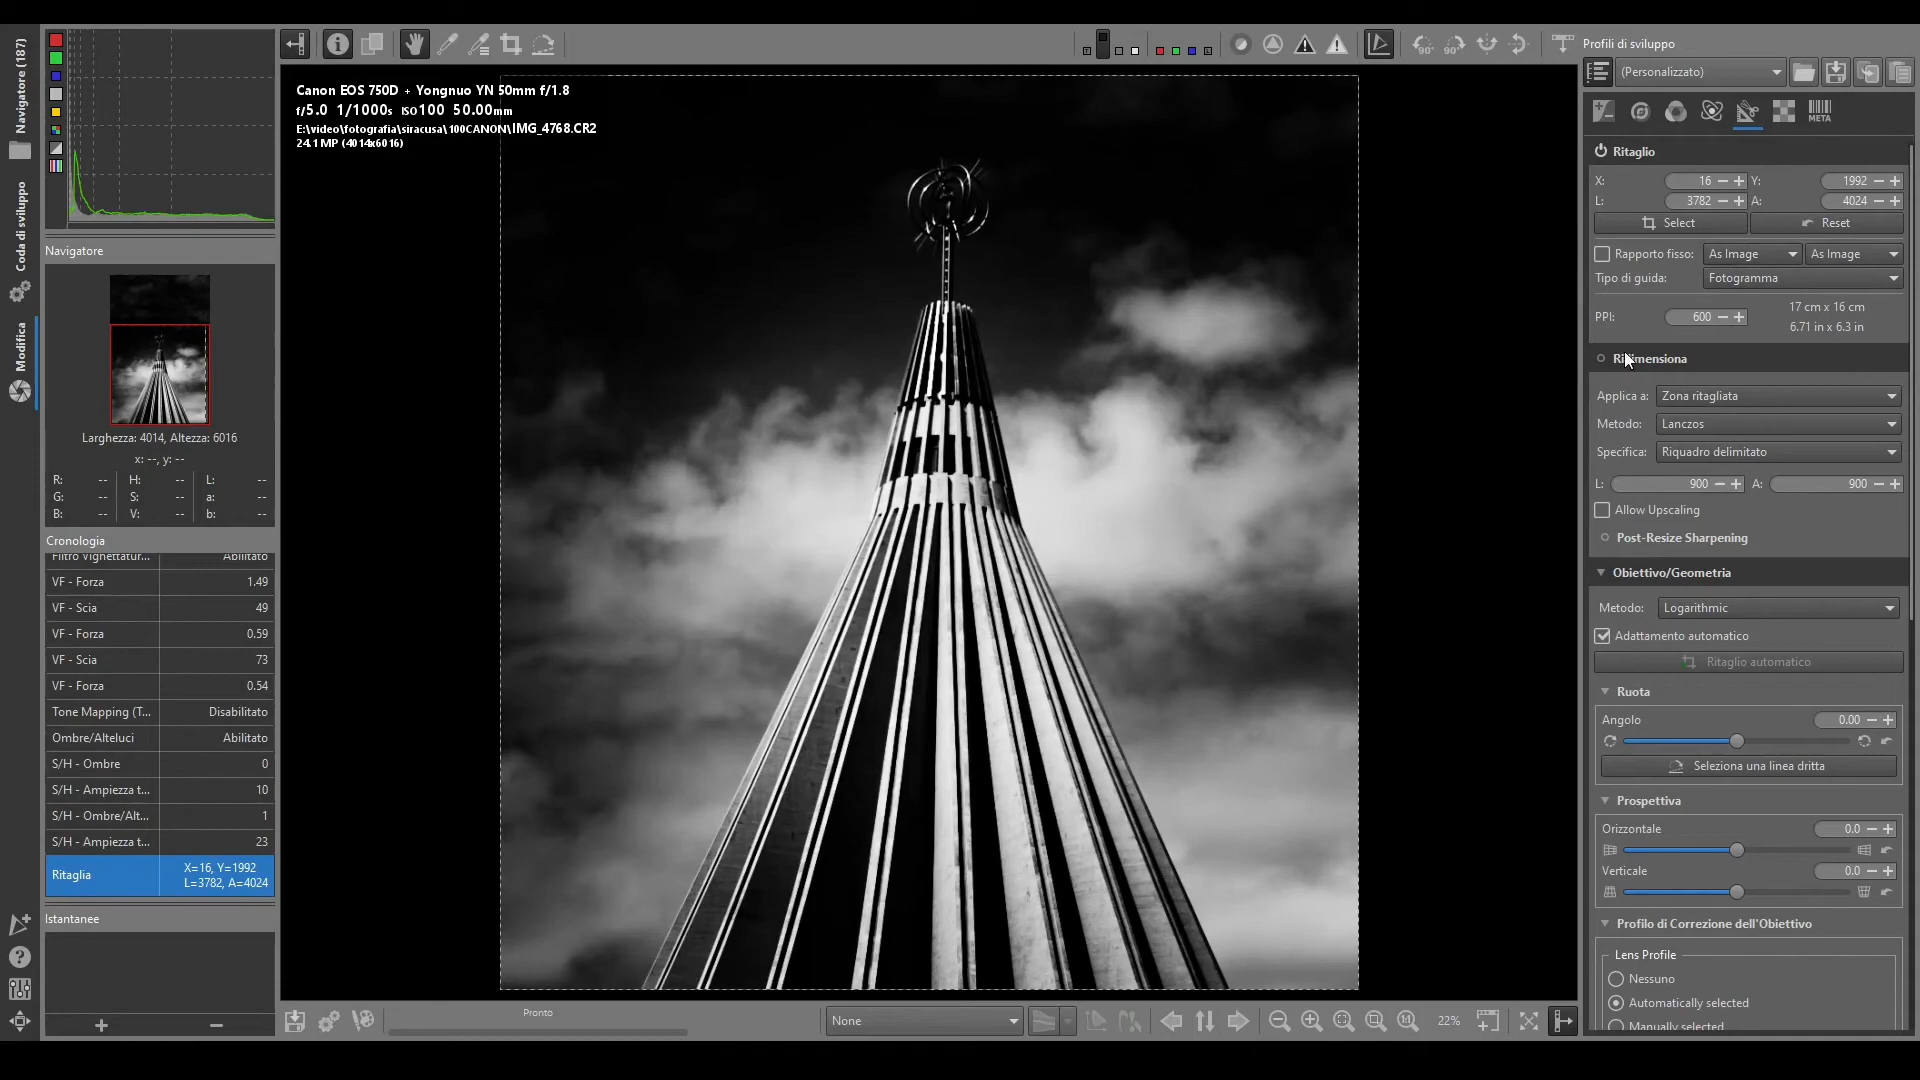 Navigatore (187)
Coda di sviluppo
Modifica
Navigatore
Larghezza: 4014, Altezza: 6016
x: --, y: --
R: -- H: -- L: --
G: -- S: -- a: --
B: -- V: -- b: --
Cronologia
Filtro Vignettatur... Abilitato
VF - Forza 1.49
VF - Scia 49
VF - Forza 0.59
VF - Scia 73
VF - Forza 0.54
Tone Mapping (T... Disabilitato
Ombre/Alteluci Abilitato
S/H - Ombre 0
S/H - Ampiezza t... 10
S/H - Ombre/Alt... 1
S/H - Ampiezza t... 23
Ritaglia X=16, Y=1992
L=3782, A=4024
Istantanee
Canon EOS 750D + Yongnuo YN 50mm f/1.8
f/5.0 1/1000s ISO100 50.00mm
E:\video\fotografia\siracusa\100CANON\IMG_4768.CR2
24.1 MP (4014x6016)
90° 90°
Pronto
None
1:1
22%
Profili di sviluppo
(Personalizzato)
META
Ritaglio
X: 16 Y: 1992
L: 3782 A: 4024
Select Reset
Rapporto fisso: As Image As Image
Tipo di guida: Fotogramma
PPI: 600 17 cm x 16 cm
6.71 in x 6.3 in
Ridimensiona
Applica a: Zona ritagliata
Metodo: Lanczos
Specifica: Riquadro delimitato
L: 900 A: 900
Allow Upscaling
Post-Resize Sharpening
Obiettivo/Geometria
Metodo: Logarithmic
Adattamento automatico
Ritaglio automatico
Ruota
Angolo 0.00
Seleziona una linea dritta
Prospettiva
Orizzontale 0.0
Verticale 0.0
Profilo di Correzione dell'Obiettivo
Lens Profile
Nessuno
Automatically selected
Manually selected